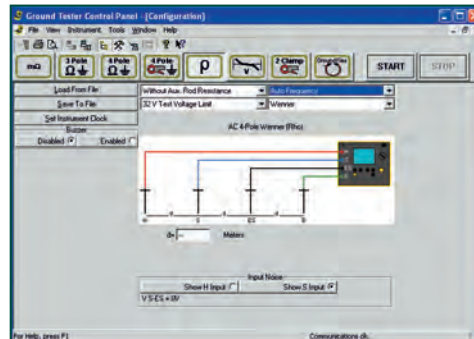 Ground Tester Control Panel - [Configuration]
File View Instrument Tools Window Help
mΩ 3 Pole Ω 4 Pole Ω 4 Pole ρ V 2 Clamp START STOP
Load From File
Save To File
Set Instrument Clock
Buzzer
Disabled Enabled
Without Aux. Rod Resistance Auto Frequency
32 V Test Voltage Limit Wenner
AC 4-Pole Wenner (Rho)
H S ES E
d= -- Meters
Input Noise
Show H Input Show S Input
For Help, press F1 Communications ok.